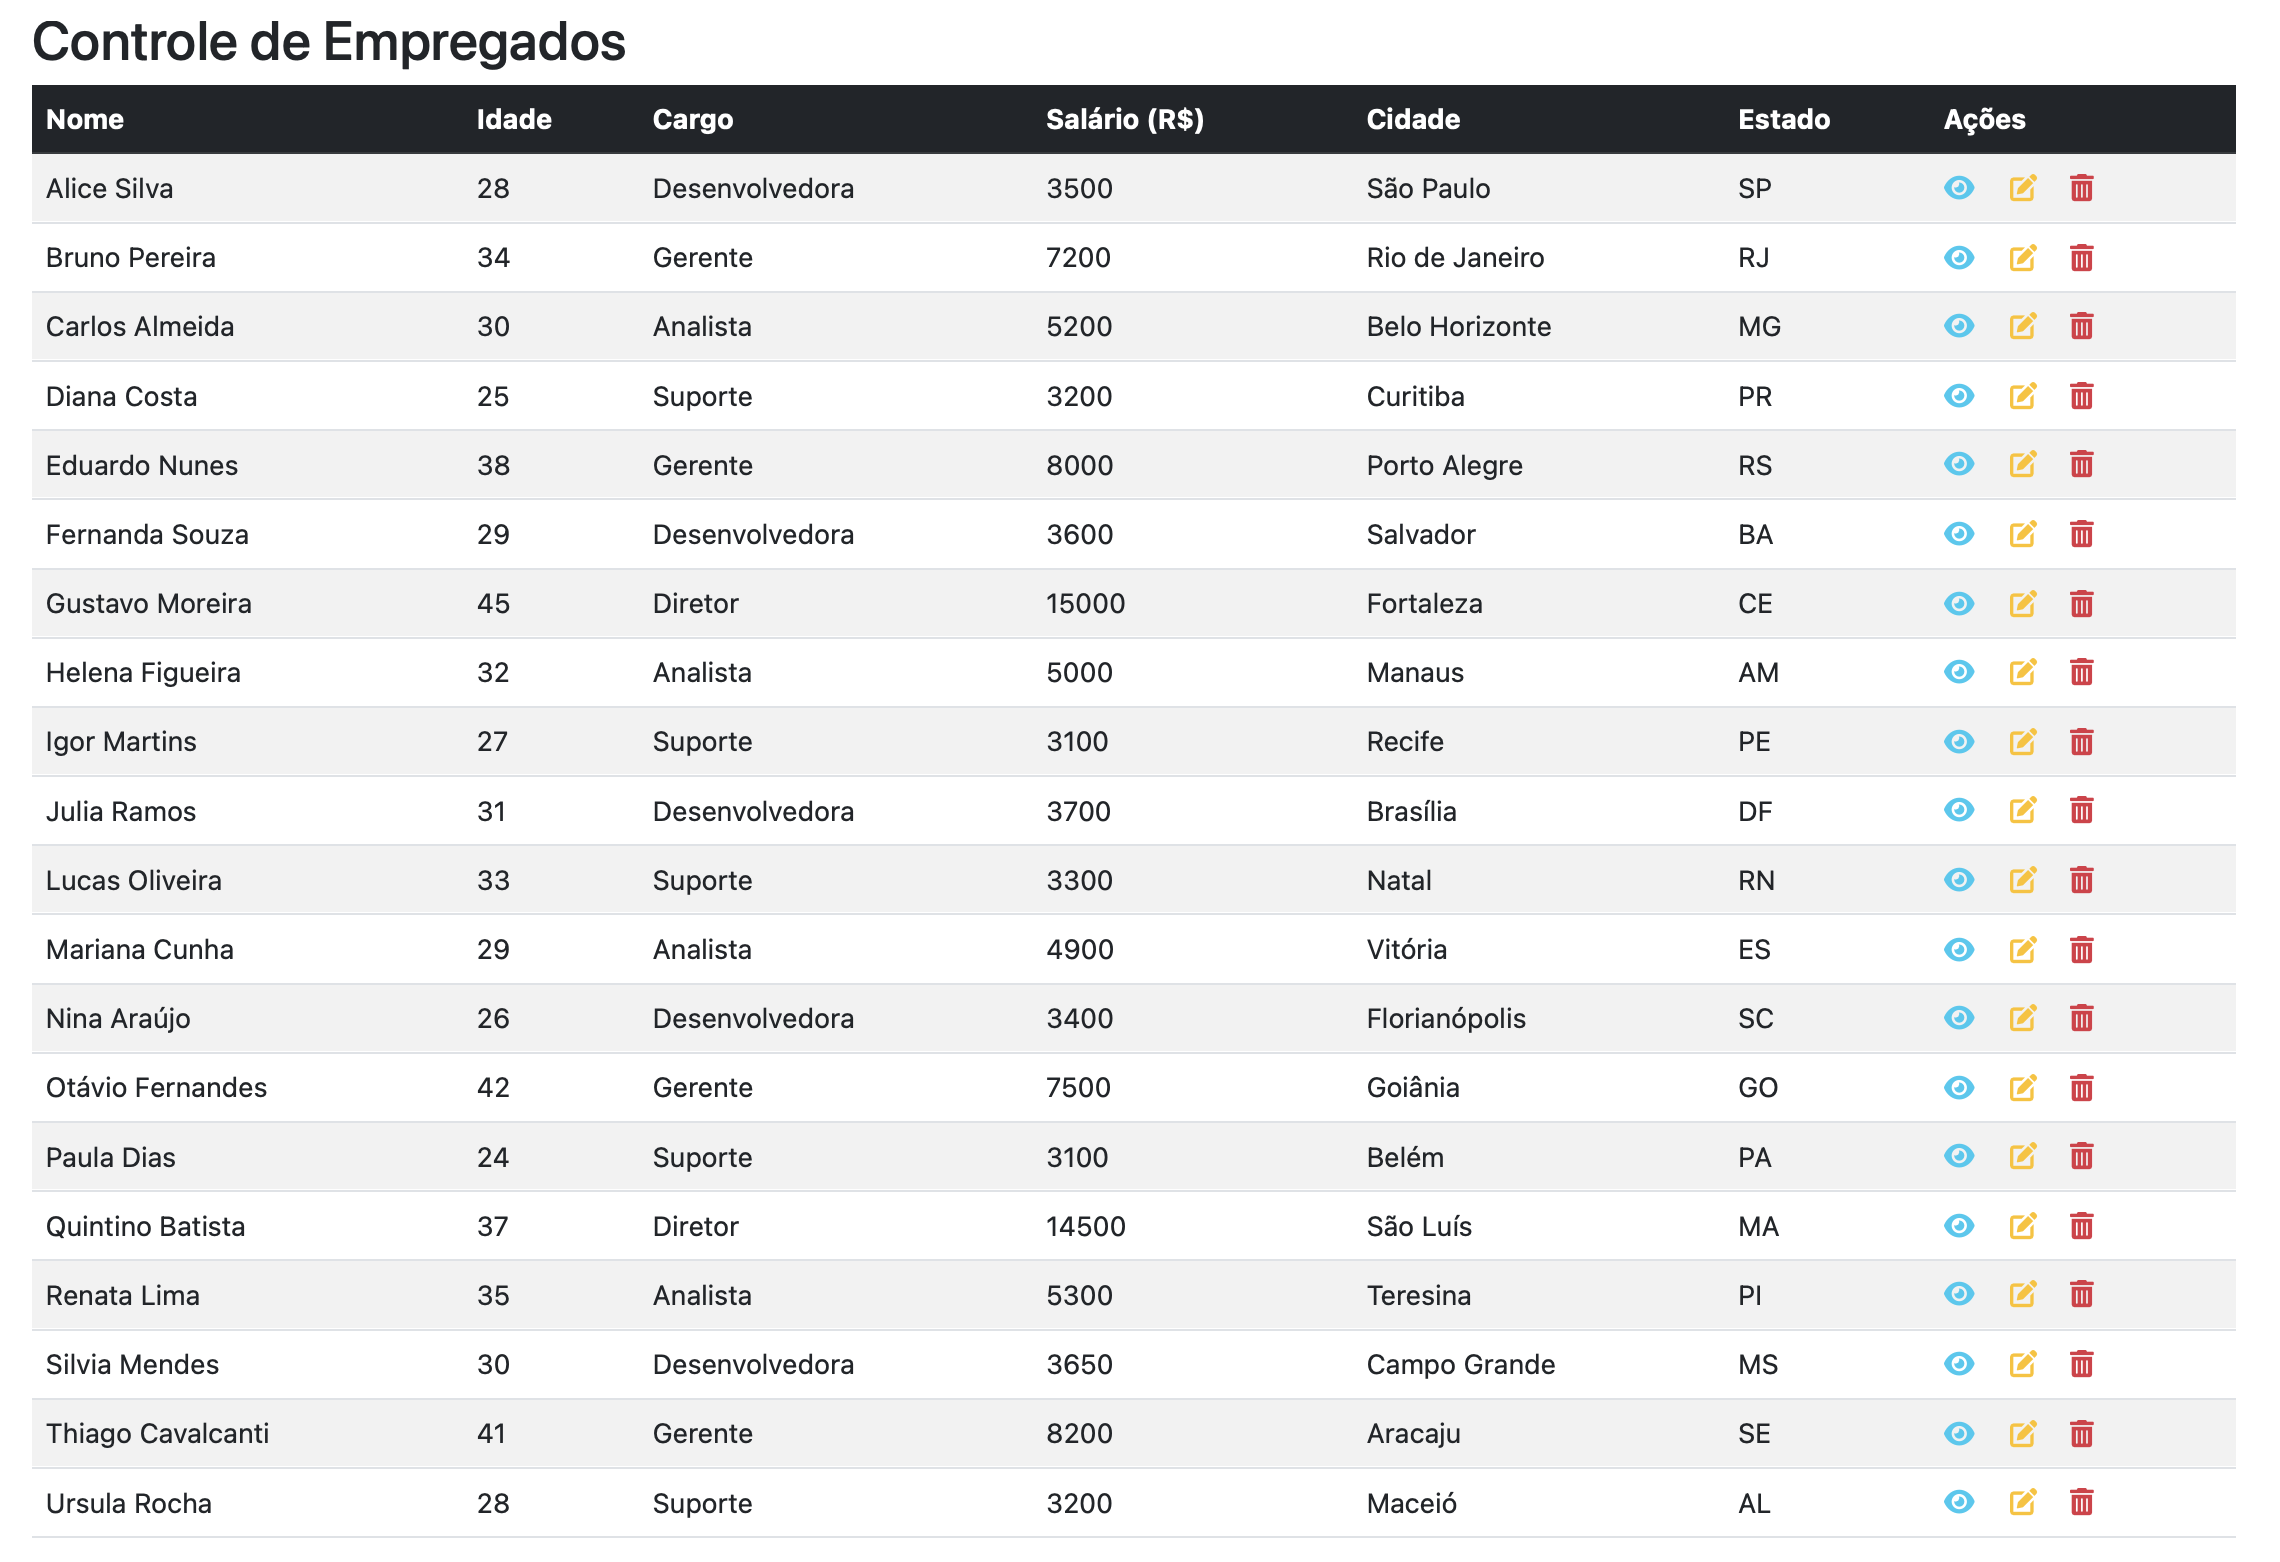 Controle de Empregados
Nome Idade Cargo Salário (R$) Cidade Estado Ações
Alice Silva 28 Desenvolvedora 3500 São Paulo SP
Bruno Pereira 34 Gerente 7200 Rio de Janeiro RJ
Carlos Almeida 30 Analista 5200 Belo Horizonte MG
Diana Costa 25 Suporte 3200 Curitiba PR
Eduardo Nunes 38 Gerente 8000 Porto Alegre RS
Fernanda Souza 29 Desenvolvedora 3600 Salvador BA
Gustavo Moreira 45 Diretor 15000 Fortaleza CE
Helena Figueira 32 Analista 5000 Manaus AM
Igor Martins 27 Suporte 3100 Recife PE
Julia Ramos 31 Desenvolvedora 3700 Brasília DF
Lucas Oliveira 33 Suporte 3300 Natal RN
Mariana Cunha 29 Analista 4900 Vitória ES
Nina Araújo 26 Desenvolvedora 3400 Florianópolis SC
Otávio Fernandes 42 Gerente 7500 Goiânia GO
Paula Dias 24 Suporte 3100 Belém PA
Quintino Batista 37 Diretor 14500 São Luís MA
Renata Lima 35 Analista 5300 Teresina PI
Silvia Mendes 30 Desenvolvedora 3650 Campo Grande MS
Thiago Cavalcanti 41 Gerente 8200 Aracaju SE
Ursula Rocha 28 Suporte 3200 Maceió AL